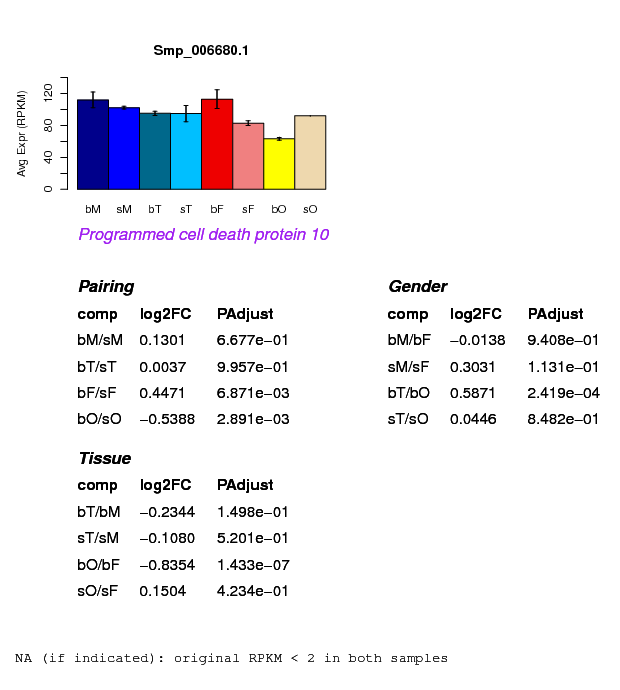 Smp_006680.1
Avg Expr (RPKM)
0 40 80 120
bM sM bT sT bF sF bO sO
Programmed cell death protein 10
Pairing
comp log2FC PAdjust
bM/sM 0.1301 6.677e−01
bT/sT 0.0037 9.957e−01
bF/sF 0.4471 6.871e−03
bO/sO −0.5388 2.891e−03
Gender
comp log2FC PAdjust
bM/bF −0.0138 9.408e−01
sM/sF 0.3031 1.131e−01
bT/bO 0.5871 2.419e−04
sT/sO 0.0446 8.482e−01
Tissue
comp log2FC PAdjust
bT/bM −0.2344 1.498e−01
sT/sM −0.1080 5.201e−01
bO/bF −0.8354 1.433e−07
sO/sF 0.1504 4.234e−01
NA (if indicated): original RPKM < 2 in both samples